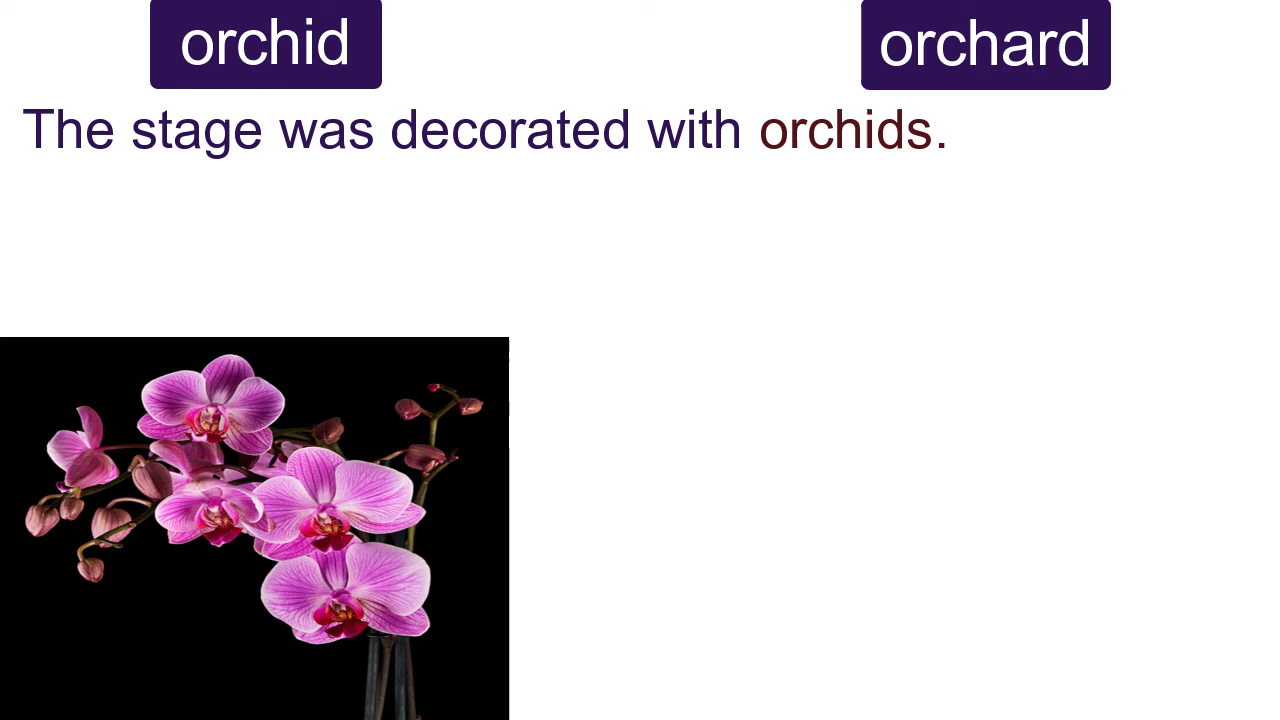 orchid
orchard
The stage was decorated with orchids.